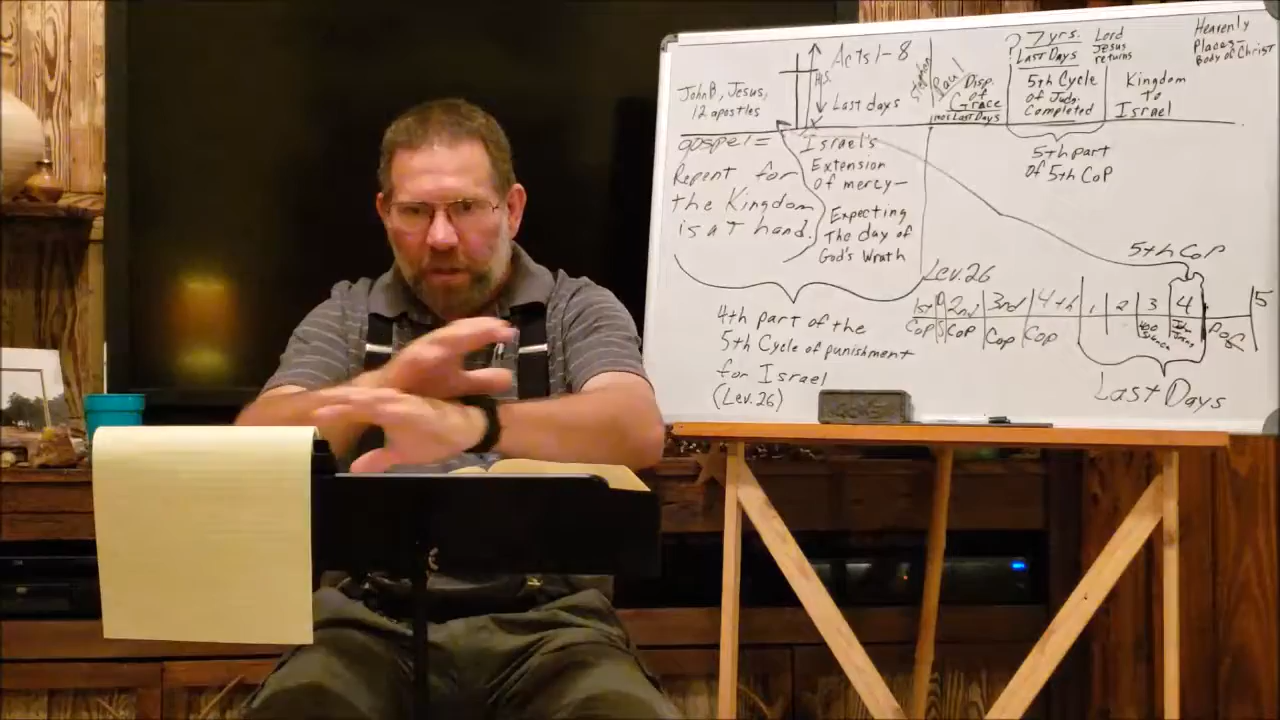 John B, Jesus,
12 apostles
H.S.
Acts 1-8
Last days
Stephen
Paul
Disp.
of
Grace
not Last Days
? 7 yrs.
Last Days
5th Cycle
of Judg.
Completed
Lord
Jesus
returns
Kingdom
To
Israel
Heavenly
Places-
Body of Christ
gospel =
Repent for
the Kingdom
is at hand.
Israel's
Extension
of mercy-
Expecting
The day of
God's Wrath
5th part
of 5th CoP
4th part of the
5th Cycle of punishment
for Israel
(Lev. 26)
Lev. 26
5th CoP
1st 2nd 3rd 4th 1 2 3 4 5
CoP CoP CoP CoP
DOG
Last Days